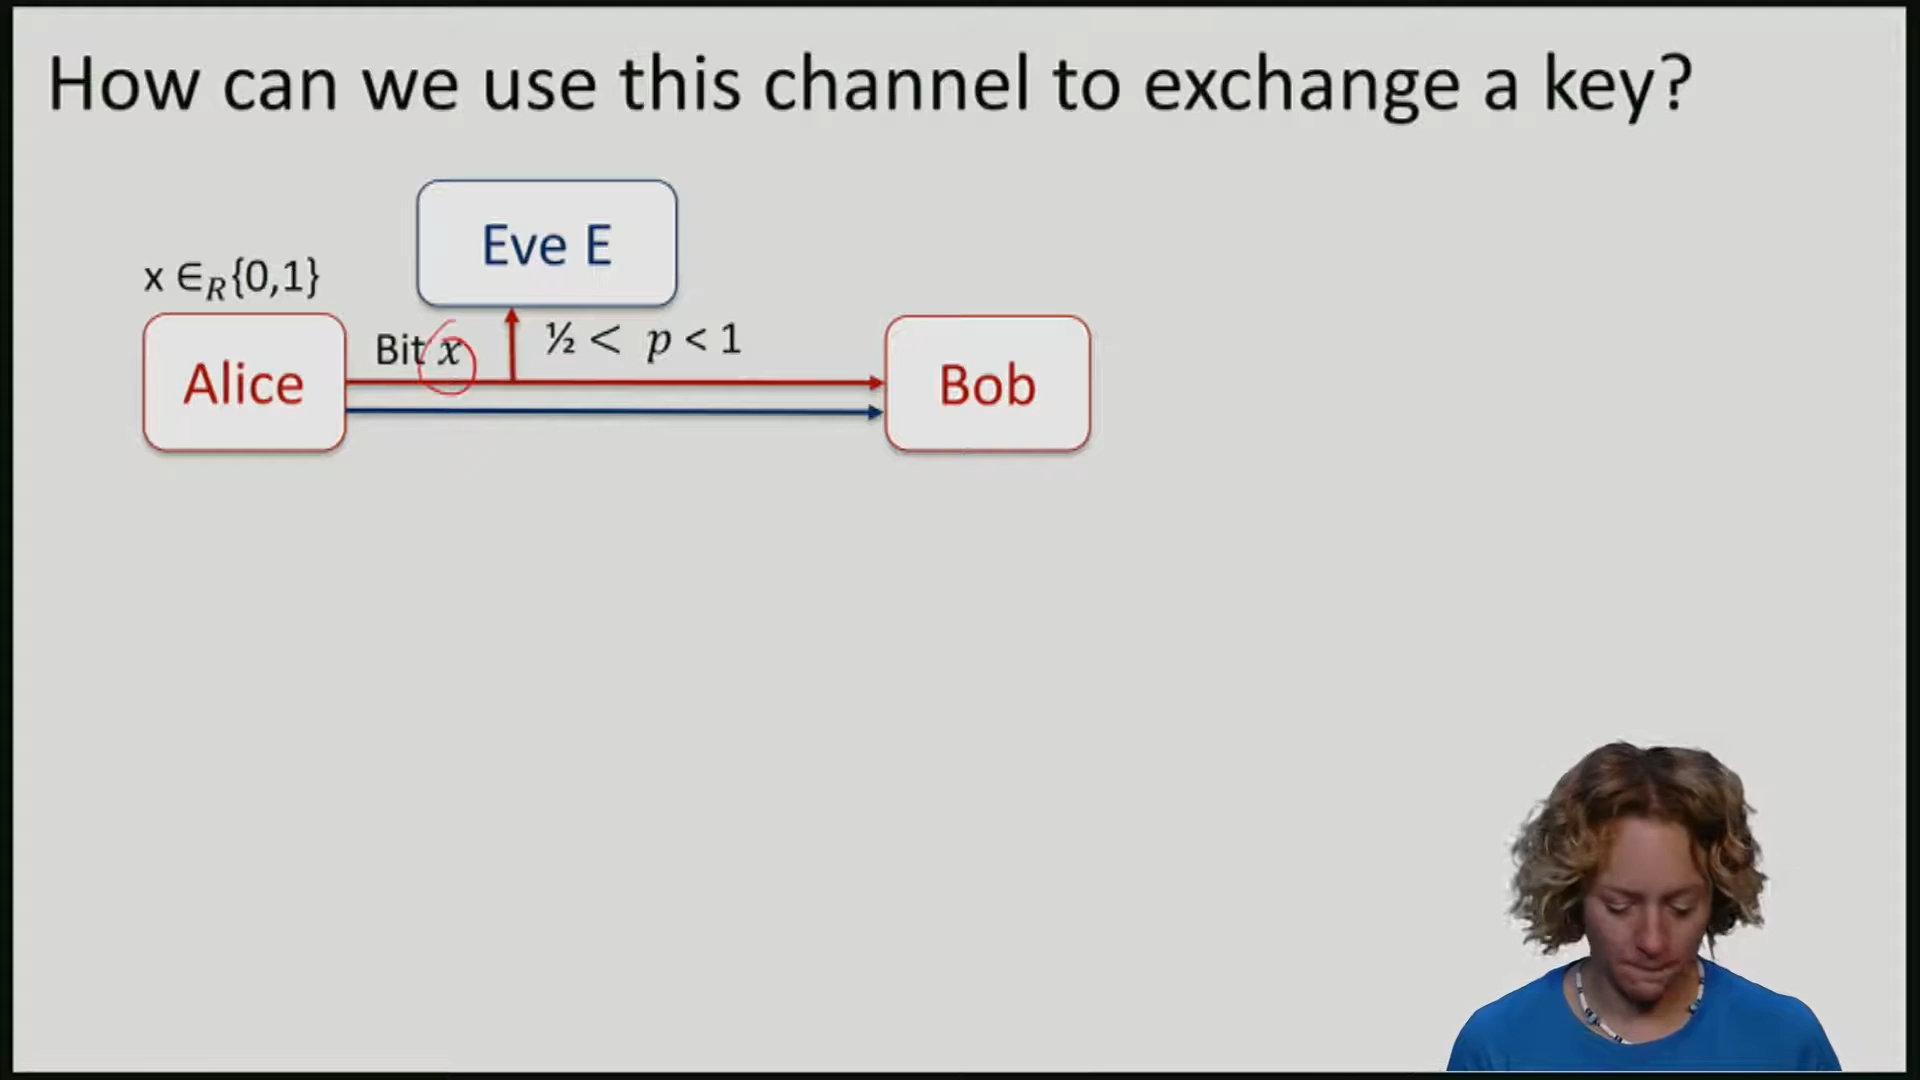 How can we use this channel to exchange a key?
Eve E
x ∈R{0,1}
Bit x
½ < p < 1
Alice
Bob